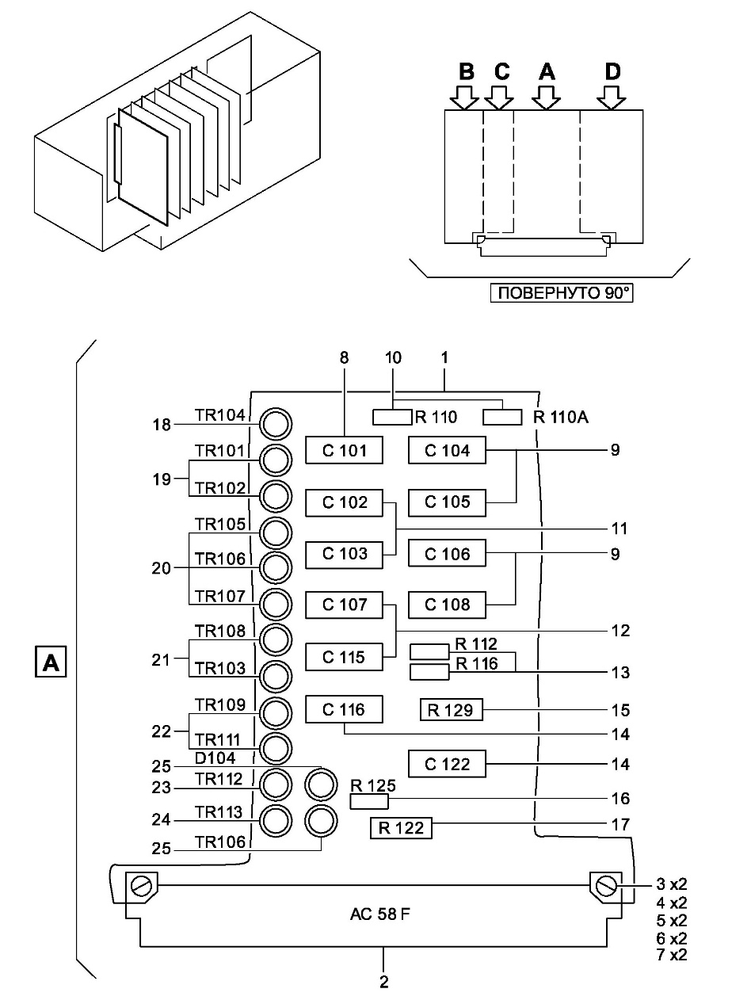 B C A D
ПОВЕРНУТО 90°
8 10 1
TR104
18
R 110
R 110A
TR101
C 101
C 104
9
19
TR102
C 102
C 105
TR105
11
C 103
C 106
9
TR106
20
TR107
C 107
C 108
TR108
12
R 112
21
C 115
A
R 116
TR103
13
TR109
C 116
R 129
15
22
14
TR111
D104
25
C 122
14
TR112
23
R 125
16
TR113
24
R 122
17
TR106
25
3 x2
4 x2
AC 58 F
5 x2
6 x2
7 x2
2